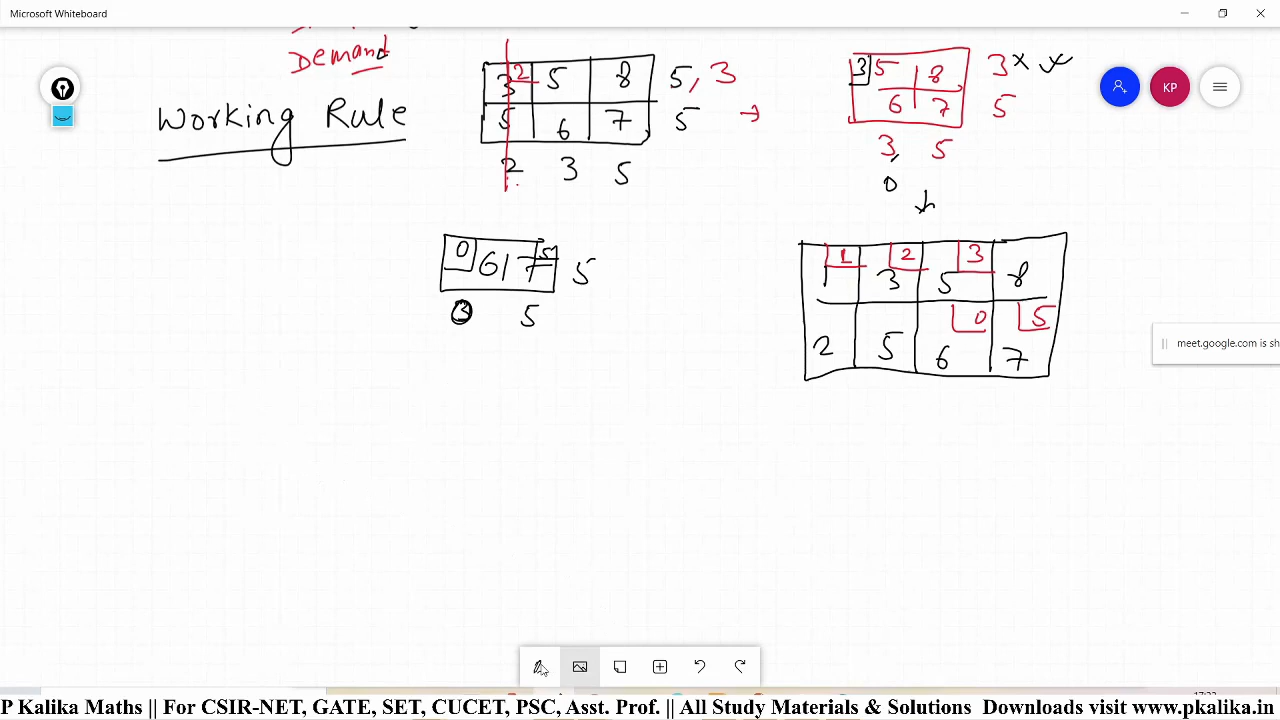 Microsoft Whiteboard
Demand
Working Rule
3 2 5 8 5, 3
5 6 7 5 →
2 3 5
3 5 8 3 × ✓
6 7 5
3, 5
0
KP
0 6 7 5 5
5
1 1 3 2 5 3 8
2 5 6 0 7 5
meet.google.com is sh
P Kalika Maths || For CSIR-NET, GATE, SET, CUCET, PSC, Asst. Prof. || All Study Materials & Solutions Downloads visit www.pkalika.in